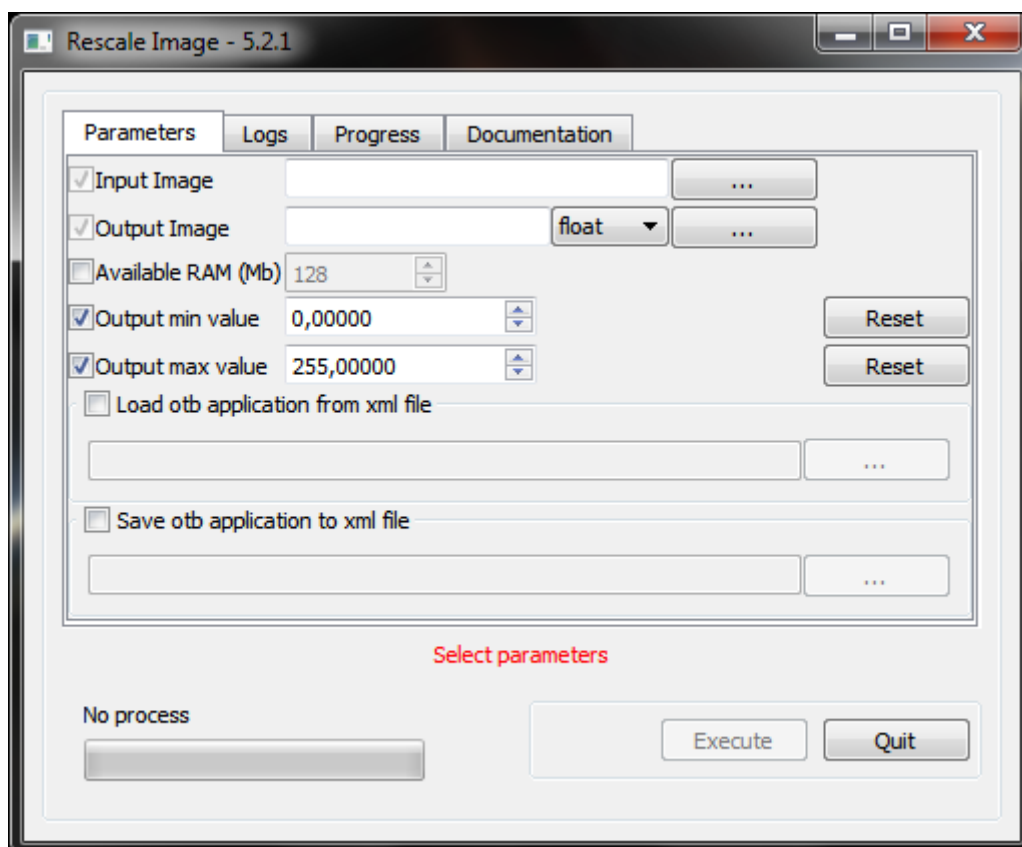 Rescale Image - 5.2.1
Parameters Logs Progress Documentation
Input Image ...
Output Image float ...
Available RAM (Mb) 128
Output min value 0,00000 Reset
Output max value 255,00000 Reset
Load otb application from xml file
...
Save otb application to xml file
...
Select parameters
No process
Execute Quit